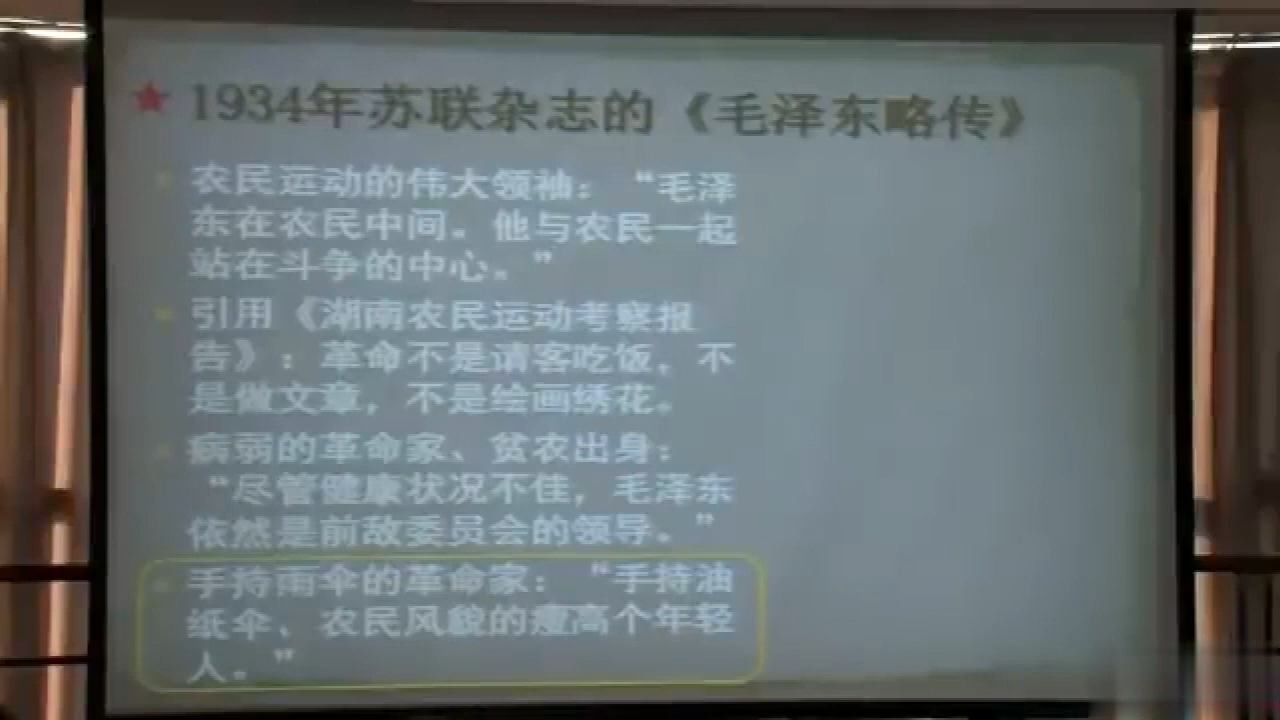 1934年苏联杂志的《毛泽东略传》
农民运动的伟大领袖：“毛泽
东在农民中间。他与农民一起
站在斗争的中心。”
引用《湖南农民运动考察报
告》：革命不是请客吃饭，不
是做文章，不是绘画绣花。
病弱的革命家、贫农出身：
“尽管健康状况不佳，毛泽东
依然是前敌委员会的领导。”
手持雨伞的革命家：“手持油
纸伞、农民风貌的瘦高个年轻
人。”